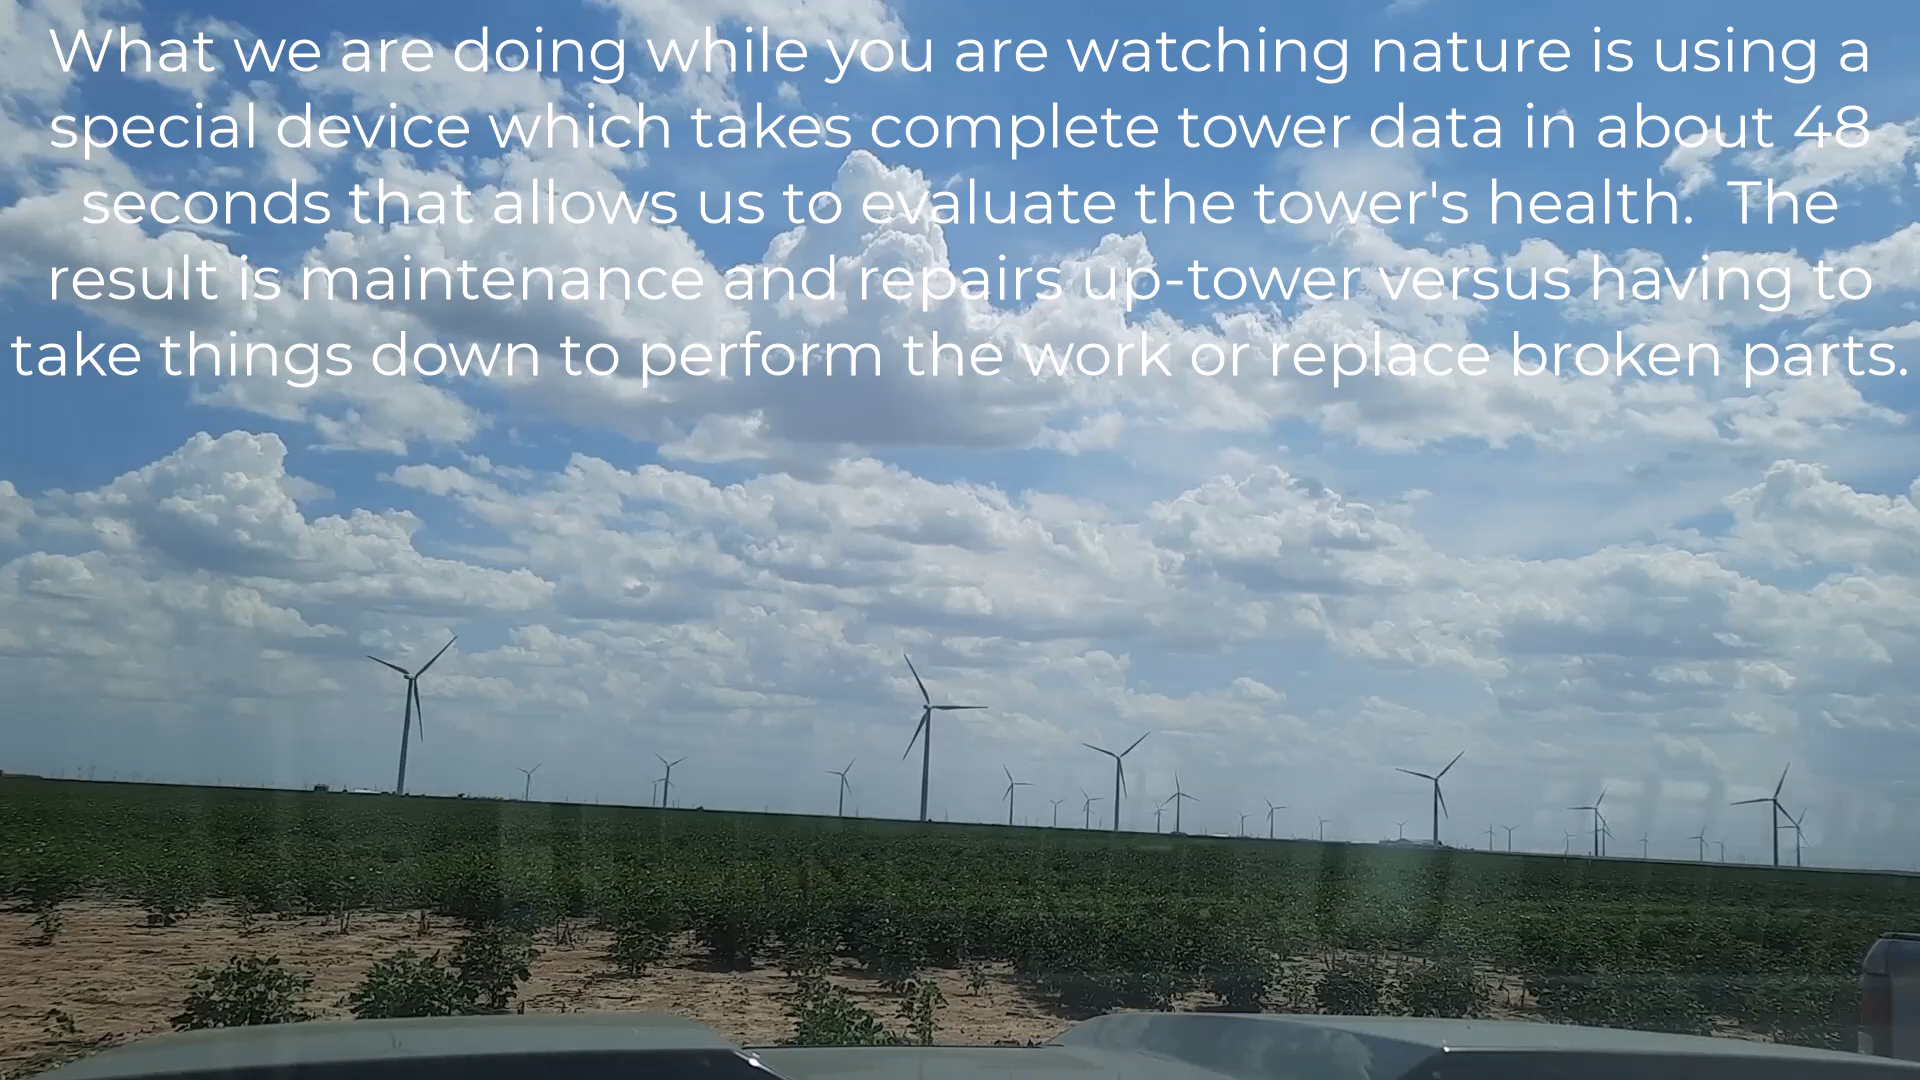 What we are doing while you are watching nature is using a
special device which takes complete tower data in about 48
seconds that allows us to evaluate the tower's health.  The
result is maintenance and repairs up-tower versus having to
take things down to perform the work or replace broken parts.